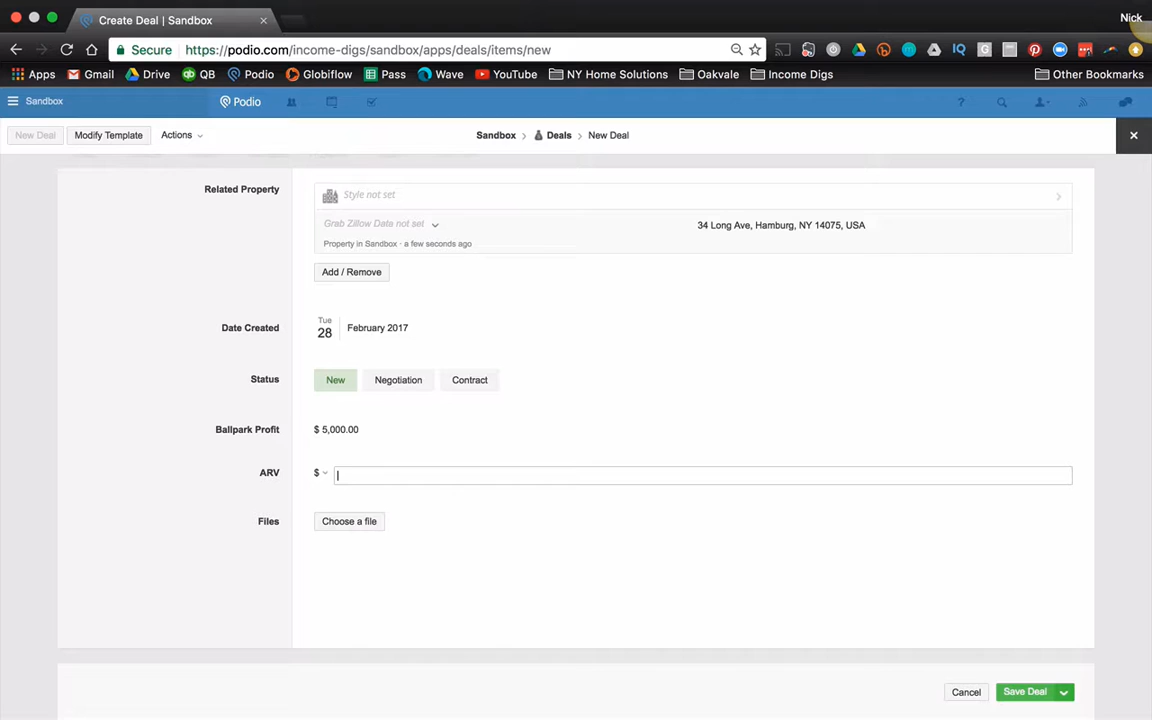 Create Deal | Sandbox
Nick
Secure https://podio.com/income-digs/sandbox/apps/deals/items/new
Apps Gmail Drive QB Podio Globiflow Pass Wave YouTube NY Home Solutions Oakvale Income Digs Other Bookmarks
Sandbox Podio
New Deal Modify Template Actions Sandbox Deals New Deal
Related Property
Style not set
Grab Zillow Data not set 34 Long Ave, Hamburg, NY 14075, USA
Property in Sandbox · a few seconds ago
Add / Remove
Date Created Tue 28 February 2017
Status New Negotiation Contract
Ballpark Profit $ 5,000.00
ARV $
Files Choose a file
Cancel Save Deal